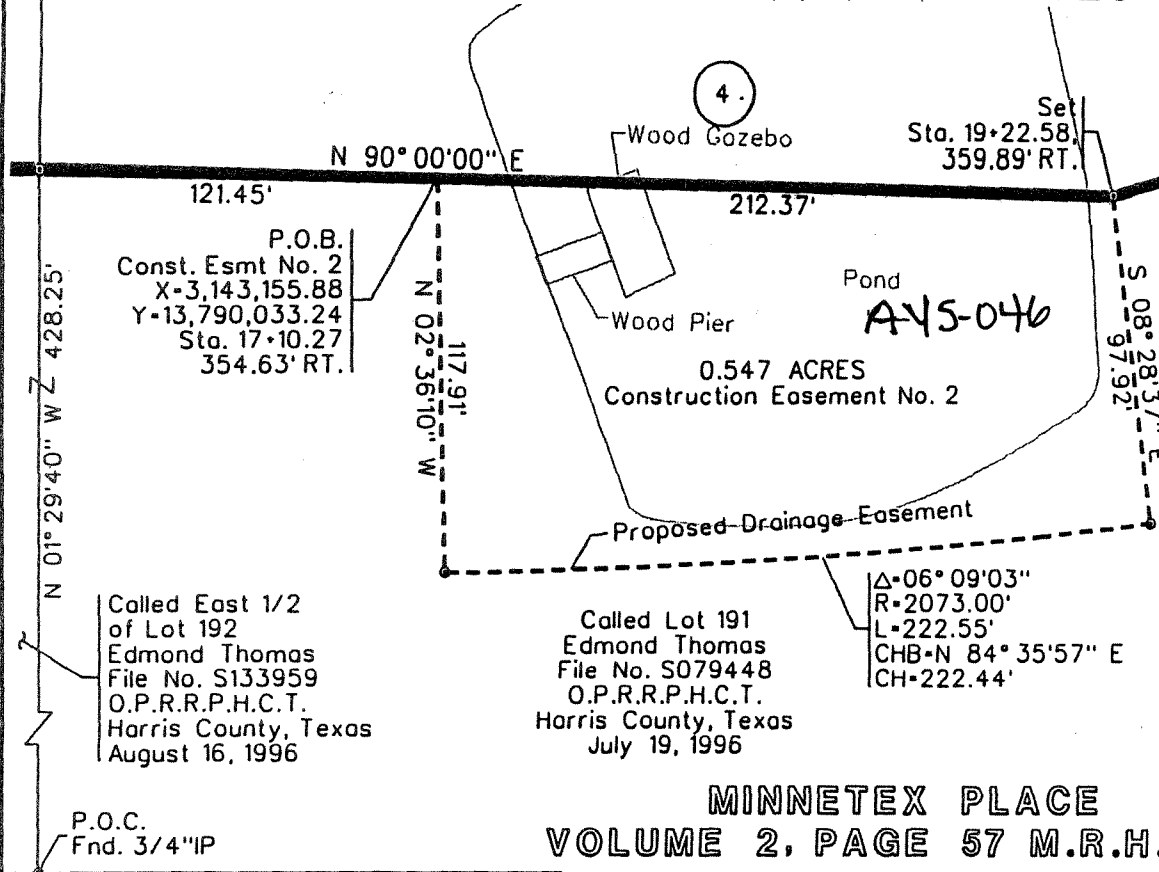 4.
Wood Gazebo
Set
Sta. 19+22.58,
359.89' RT.
N 90° 00'00" E
121.45'
212.37'
P.O.B.
Const. Esmt No. 2
X=3,143,155.88
Y=13,790,033.24
Sta. 17+10.27
354.63' RT.
N 02° 36'10" W
117.91'
Wood Pier
Pond
AYS-046
0.547 ACRES
Construction Easement No. 2
S 08° 28'37" E
97.92'
N 01° 29'40" W 428.25'
Proposed Drainage Easement
Δ=06° 09'03"
R=2073.00'
L=222.55'
CHB=N 84° 35'57" E
CH=222.44'
Called East 1/2
of Lot 192
Edmond Thomas
File No. S133959
O.P.R.R.P.H.C.T.
Harris County, Texas
August 16, 1996
Called Lot 191
Edmond Thomas
File No. S079448
O.P.R.R.P.H.C.T.
Harris County, Texas
July 19, 1996
MINNETEX PLACE
VOLUME 2, PAGE 57 M.R.H.
P.O.C.
Fnd. 3/4"IP